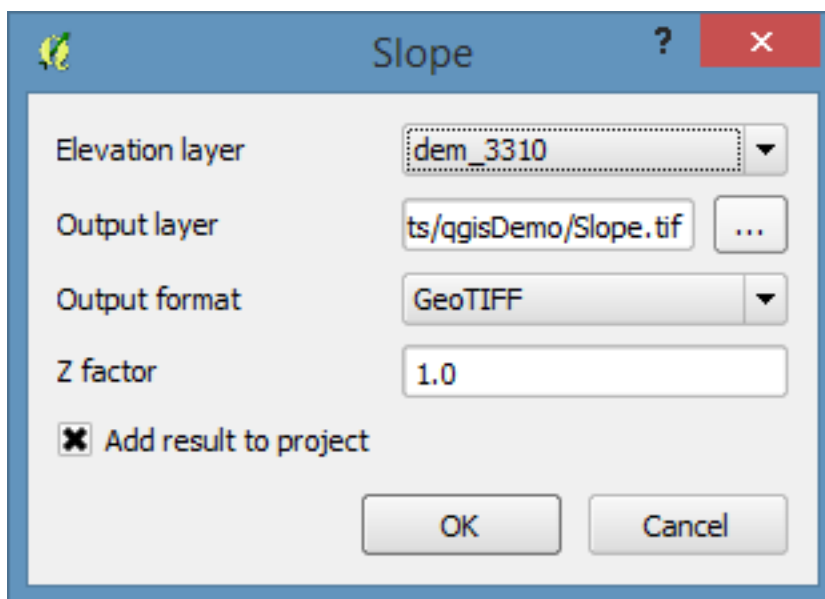 Slope
?
Elevation layer
dem_3310
Output layer
ts/qgisDemo/Slope.tif
...
Output format
GeoTIFF
Z factor
1.0
Add result to project
OK
Cancel